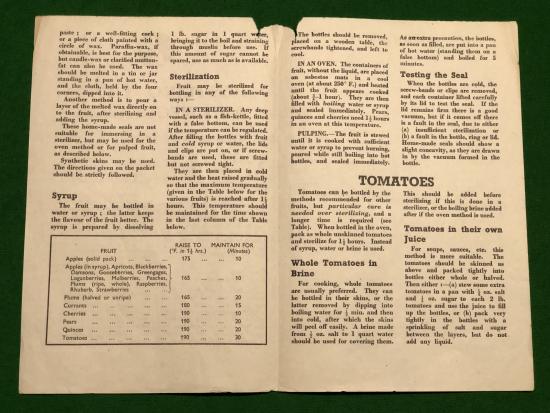 paste; or a well-fitting cork;
or a piece of cloth painted with a
circle of wax. Paraffin-wax, if
obtainable, is best for the purpose,
but candle-wax or clarified mutton-
fat can also be used. The wax
should be melted in a tin or jar
standing in a pan of hot water,
and the cloth, held by the four
corners, dipped into it.
Another method is to pour a
layer of the melted wax directly on
to the fruit, after sterilizing and
adding the syrup.
These home-made seals are not
suitable for immersing in a
sterilizer, but may be used for the
oven method or for pulped fruit,
as described below.
Synthetic skins may be used.
The directions given on the packet
should be strictly followed.
Syrup
The fruit may be bottled in
water or syrup; the latter keeps
the flavour of the fruit better. The
syrup is prepared by dissolving
1 lb. sugar in 1 quart water,
bringing it to the boil and straining
through muslin before use. If
this amount of sugar cannot be
spared, use as much as is available.
Sterilization
Fruit may be sterilized for
bottling in any of the following
ways:—
IN A STERILIZER. Any deep
vessel, such as a fish-kettle, fitted
with a false bottom, can be used
if the temperature can be regulated.
After filling the bottles with fruit
and cold syrup or water, the lids
and clips are put on, or if screw-
bands are used, these are fitted
but not screwed tight.
They are then placed in cold
water and the heat raised gradually
so that the maximum temperature
(given in the Table below for the
various fruits) is reached after 1½
hours. This temperature should
be maintained for the time shown
in the last column of the Table
below.
FRUIT RAISE TO (°F. in 1½ hrs.) MAINTAIN FOR (Minutes)
Apples (solid pack) 175 10
Apples (in syrup), Apricots, Blackberries,
Damsons, Gooseberries, Greengages,
Loganberries, Mulberries, Peaches,
Plums (ripe, whole), Raspberries,
Rhubarb, Strawberries
165 10
Plums (halved or unripe) 165 20
Currants 180 15
Cherries 190 10
Pears 190 20
Quinces 190 20
Tomatoes 190 30
The bottles should be removed,
placed on a wooden table, the
screwbands tightened, and left to
cool.
IN AN OVEN. The containers of
fruit, without the liquid, are placed
on asbestos mats in a cool
oven (at about 250° F.) and heated
until the fruit appears cooked
(about ¾–1 hour). They are then
filled with boiling water or syrup
and sealed immediately. Pears,
quinces and cherries need 1½ hours
in an oven at this temperature.
PULPING.—The fruit is stewed
until it is cooked with sufficient
water or syrup to prevent burning,
poured while still boiling into hot
bottles, and sealed immediately.
As an extra precaution, the bottles,
as soon as filled, are put into a pan
of hot water (standing them on a
false bottom) and boiled for 5
minutes.
Testing the Seal
When the bottles are cold, the
screw-bands or clips are removed,
and each container lifted carefully
by its lid to test the seal. If the
lid remains firm there is a good
vacuum, but if it comes off there
is a fault in the seal, due to either
(a) insufficient sterilization or
(b) a fault in the bottle, ring or lid.
Home-made seals should show a
slight concavity, as they are drawn
in by the vacuum formed in the
bottle.
TOMATOES
Tomatoes can be bottled by the
methods recommended for other
fruits, but particular care is
needed over sterilizing, and a
longer time is required (see
Table). When bottled in the oven,
pack as whole unskinned tomatoes
and sterilize for 1½ hours. Instead
of syrup, water or brine is used.
Whole Tomatoes in
Brine
For cooking, whole tomatoes
are usually preferred. They can
be bottled in their skins, or the
latter removed by dipping into
boiling water for ½ min. and then
into cold, after which the skins
will peel off easily. A brine made
from ½ oz. salt to 1 quart water
should be used for covering them.
This should be added before
sterilizing if this is done in a
sterilizer, or the boiling brine added
after if the oven method is used.
Tomatoes in their own
Juice
For soups, sauces, etc. this
method is more suitable. The
tomatoes should be skinned as
above and packed tightly into
bottles either whole or halved.
Then either:—(a) stew some extra
tomatoes in a pan with ½ oz. salt
and ½ oz. sugar to each 2 lb.
tomatoes and use the juice to fill
up the bottles, or (b) pack very
tightly in the bottles with a
sprinkling of salt and sugar
between the layers, but do not
add any liquid.